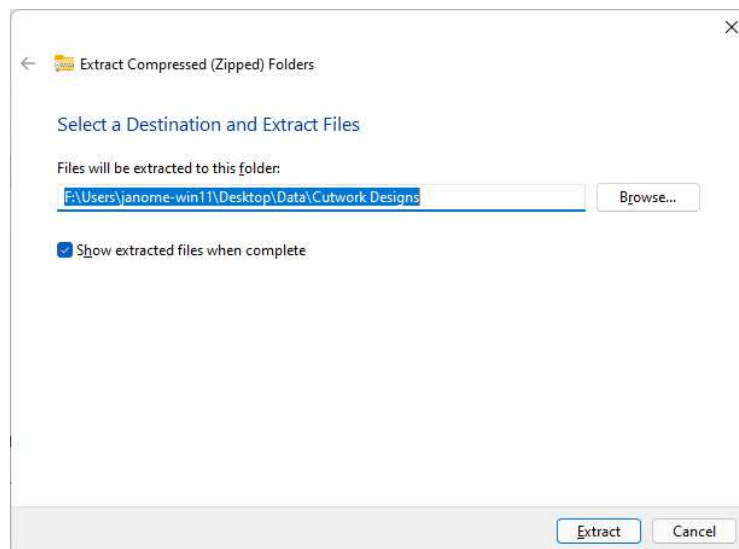 Extract Compressed (Zipped) Folders
Select a Destination and Extract Files
Files will be extracted to this folder:
F:\Users\janome-win11\Desktop\Data\Cutwork Designs
Browse...
Show extracted files when complete
Extract
Cancel